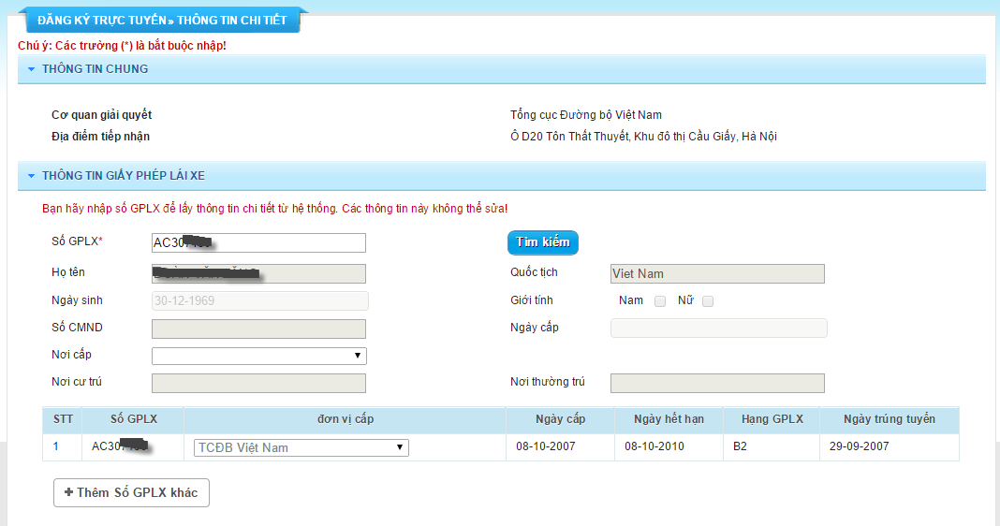 ĐĂNG KÝ TRỰC TUYẾN» THÔNG TIN CHI TIẾT
Chú ý: Các trường (*) là bắt buộc nhập!
THÔNG TIN CHUNG
Cơ quan giải quyết Tổng cục Đường bộ Việt Nam
Địa điểm tiếp nhận Ô D20 Tôn Thất Thuyết, Khu đô thị Cầu Giấy, Hà Nội
THÔNG TIN GIẤY PHÉP LÁI XE
Bạn hãy nhập số GPLX để lấy thông tin chi tiết từ hệ thống. Các thông tin này không thể sửa!
Số GPLX* Tìm kiếm
Họ tên Quốc tịch Viet Nam
Ngày sinh 30-12-1969 Giới tính Nam Nữ
Số CMND Ngày cấp
Nơi cấp
Nơi cư trú Nơi thường trú
STT Số GPLX đơn vị cấp Ngày cấp Ngày hết hạn Hạng GPLX Ngày trúng tuyển
1 TCĐB Việt Nam 08-10-2007 08-10-2010 B2 29-09-2007
+ Thêm Số GPLX khác